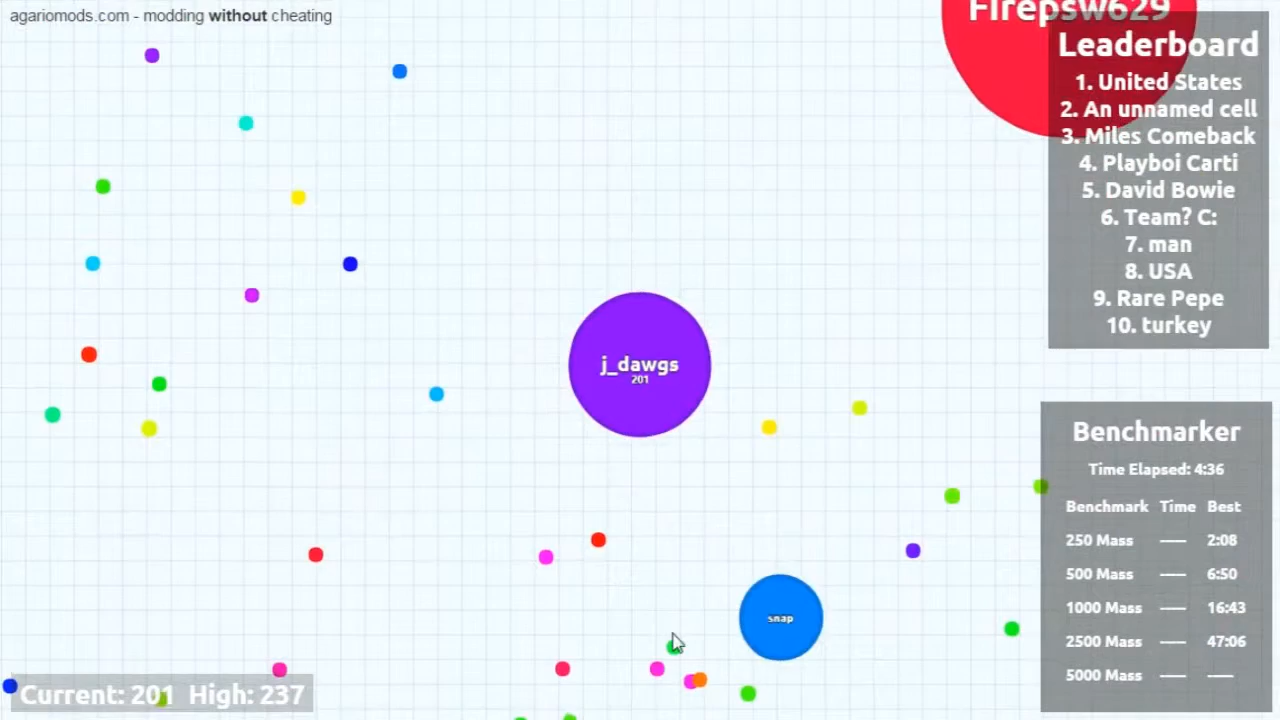 agariomods.com - modding without cheating
Firepsw629
Leaderboard
1. United States
2. An unnamed cell
3. Miles Comeback
4. Playboi Carti
5. David Bowie
6. Team? C:
7. man
8. USA
9. Rare Pepe
10. turkey
j_dawgs
201
snap
Benchmarker
Time Elapsed: 4:36
Benchmark Time Best
250 Mass —— 2:08
500 Mass —— 6:50
1000 Mass —— 16:43
2500 Mass —— 47:06
5000 Mass —— ——
Current: 201 High: 237